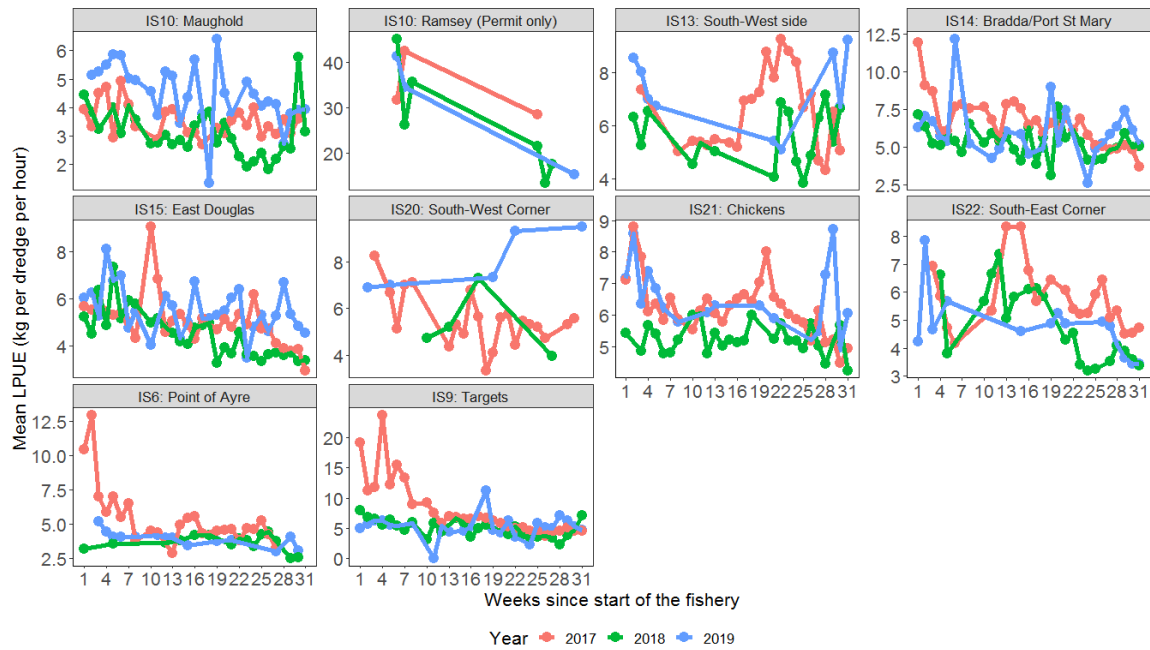 IS10: Maughold
IS10: Ramsey (Permit only)
IS13: South-West side
IS14: Bradda/Port St Mary
6
5
4
3
2
40
30
20
8
6
4
12.5
10.0
7.5
5.0
2.5
IS15: East Douglas
IS20: South-West Corner
IS21: Chickens
IS22: South-East Corner
8
6
4
8
6
4
9
8
7
6
5
8
7
6
5
4
3
1 4 7 10 13 16 19 22 25 28 31
1 4 7 10 13 16 19 22 25 28 31
IS6: Point of Ayre
IS9: Targets
12.5
10.0
7.5
5.0
2.5
20
15
10
5
0
1 4 7 10 13 16 19 22 25 28 31
1 4 7 10 13 16 19 22 25 28 31
Mean LPUE (kg per dredge per hour)
Weeks since start of the fishery
Year 2017 2018 2019